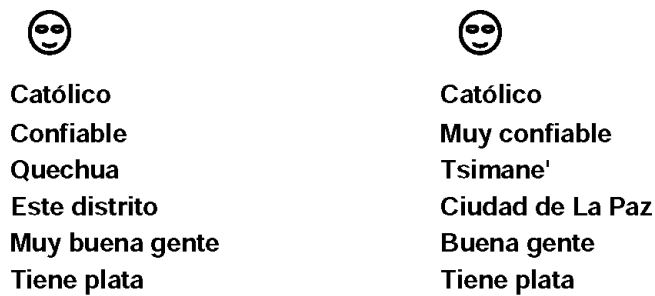 Católico
Confiable
Quechua
Este distrito
Muy buena gente
Tiene plata
Católico
Muy confiable
Tsimane'
Ciudad de La Paz
Buena gente
Tiene plata